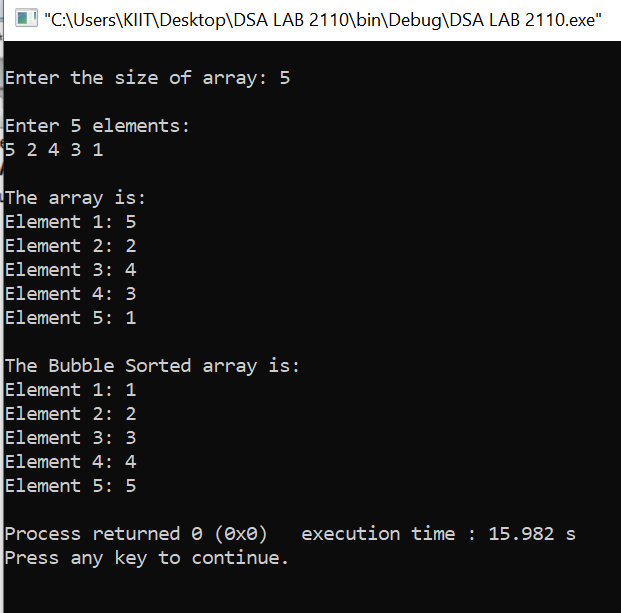 "C:\Users\KIIT\Desktop\DSA LAB 2110\bin\Debug\DSA LAB 2110.exe"
Enter the size of array: 5
Enter 5 elements:
5 2 4 3 1
The array is:
Element 1: 5
Element 2: 2
Element 3: 4
Element 4: 3
Element 5: 1
The Bubble Sorted array is:
Element 1: 1
Element 2: 2
Element 3: 3
Element 4: 4
Element 5: 5
Process returned 0 (0x0)   execution time : 15.982 s
Press any key to continue.